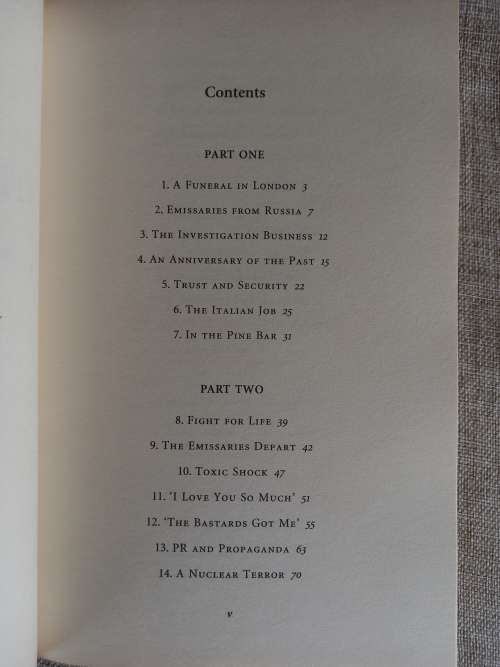 Contents
PART ONE
1. A Funeral in London 3
2. Emissaries from Russia 7
3. The Investigation Business 12
4. An Anniversary of the Past 15
5. Trust and Security 22
6. The Italian Job 25
7. In the Pine Bar 31
PART TWO
8. Fight for Life 39
9. The Emissaries Depart 42
10. Toxic Shock 47
11. 'I Love You So Much' 51
12. 'The Bastards Got Me' 55
13. PR and Propaganda 63
14. A Nuclear Terror 70
v